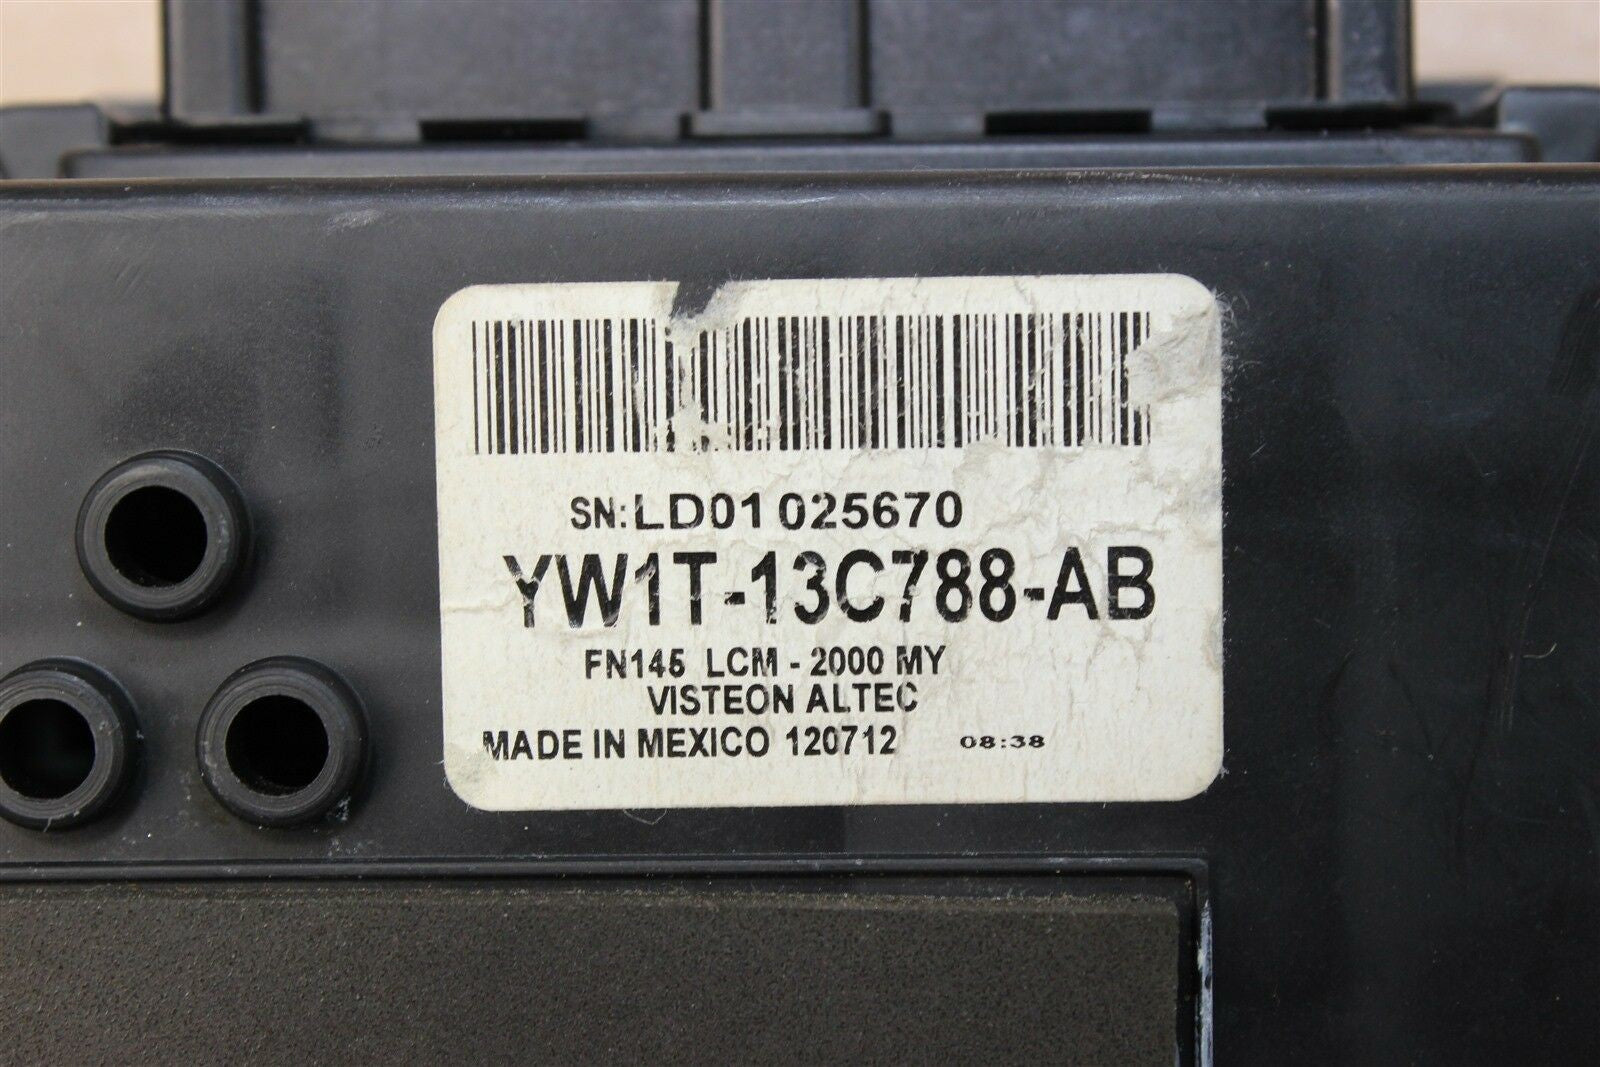 SN:LD01 025670
YW1T-13C788-AB
FN145 LCM - 2000 MY
VISTEON ALTEC
MADE IN MEXICO 120712 08:38